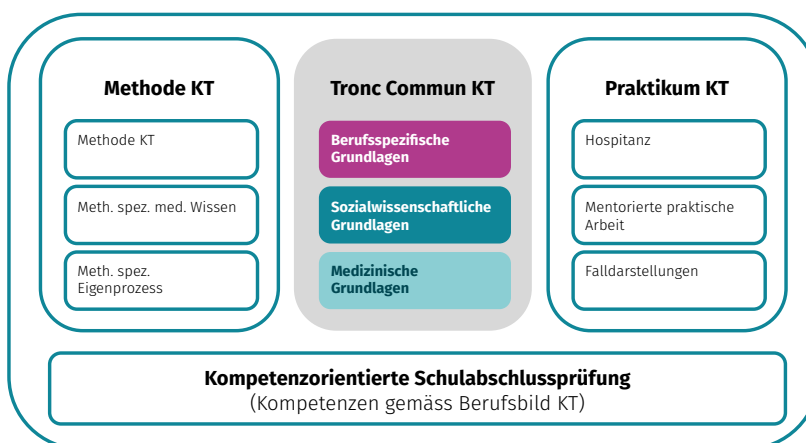 Methode KT
Methode KT
Meth. spez. med. Wissen
Meth. spez.
Eigenprozess
Tronc Commun KT
Berufsspezifische
Grundlagen
Sozialwissenschaftliche
Grundlagen
Medizinische
Grundlagen
Praktikum KT
Hospitanz
Mentorierte praktische
Arbeit
Falldarstellungen
Kompetenzorientierte Schulabschlussprüfung
(Kompetenzen gemäss Berufsbild KT)